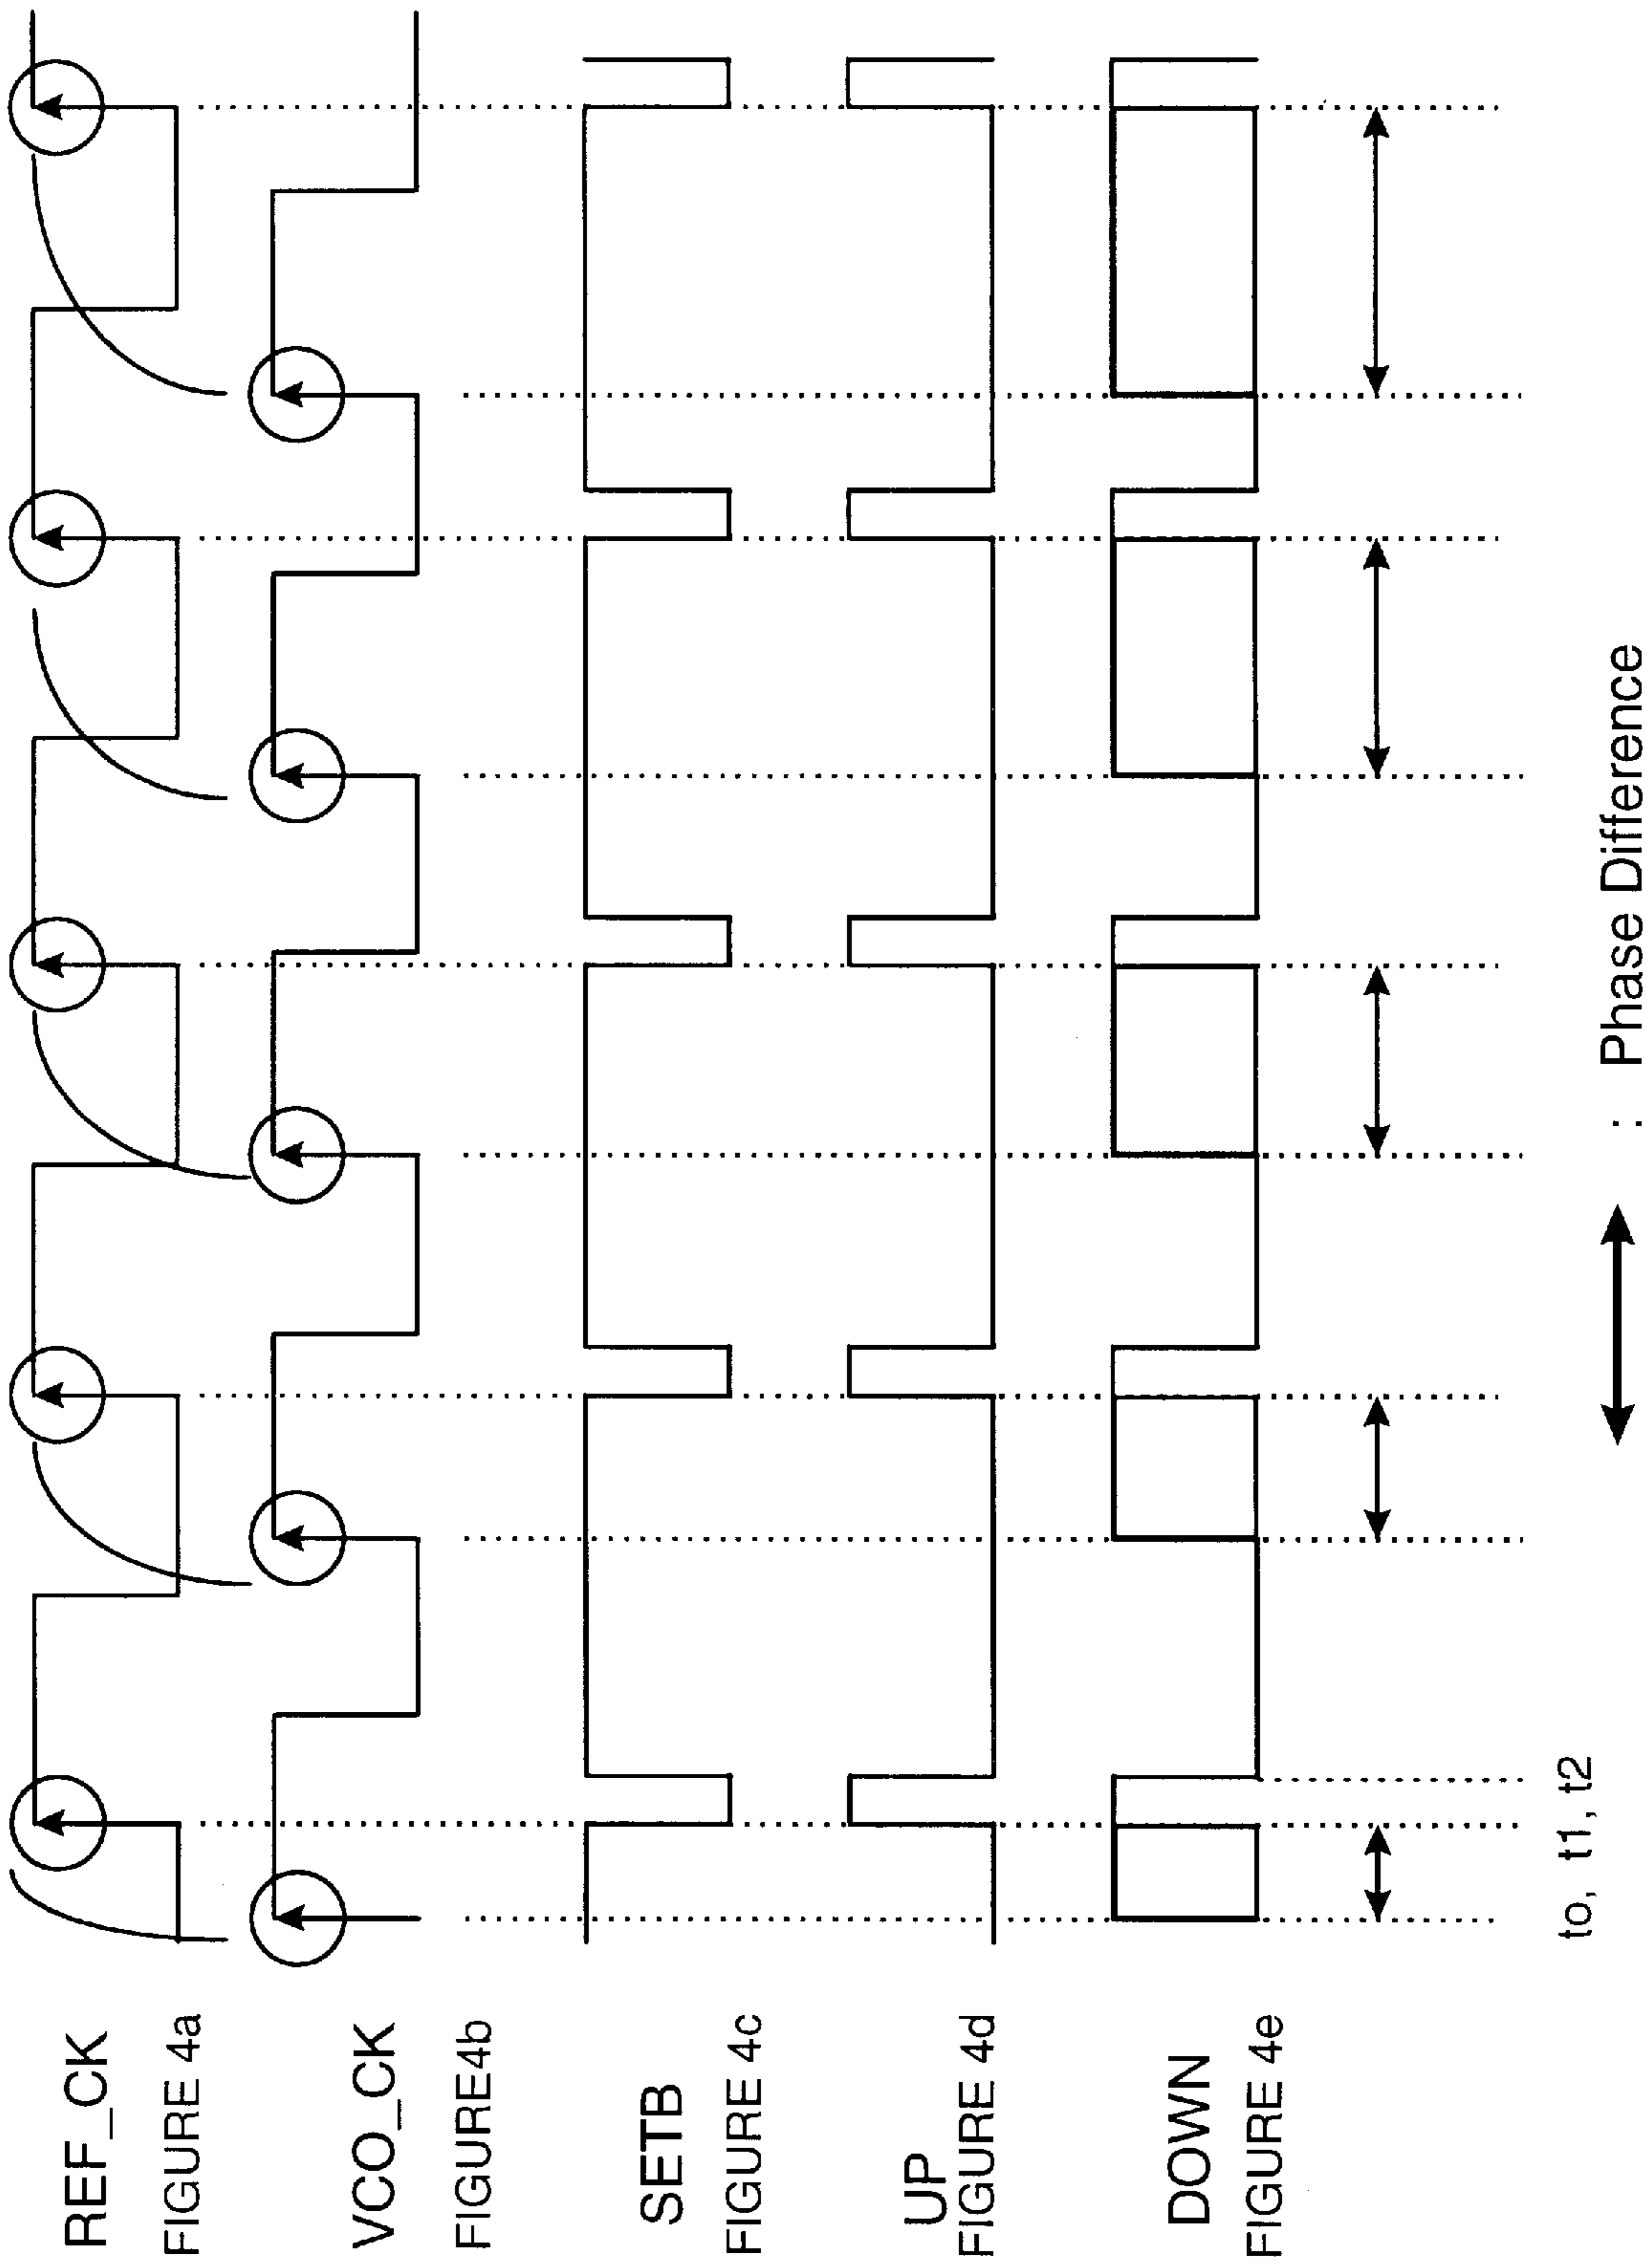 REF_CK
FIGURE 4a
VCO_CK
FIGURE4b
SETB
FIGURE 4c
UP
FIGURE 4d
DOWN
FIGURE 4e
to, t1, t2
: Phase Difference